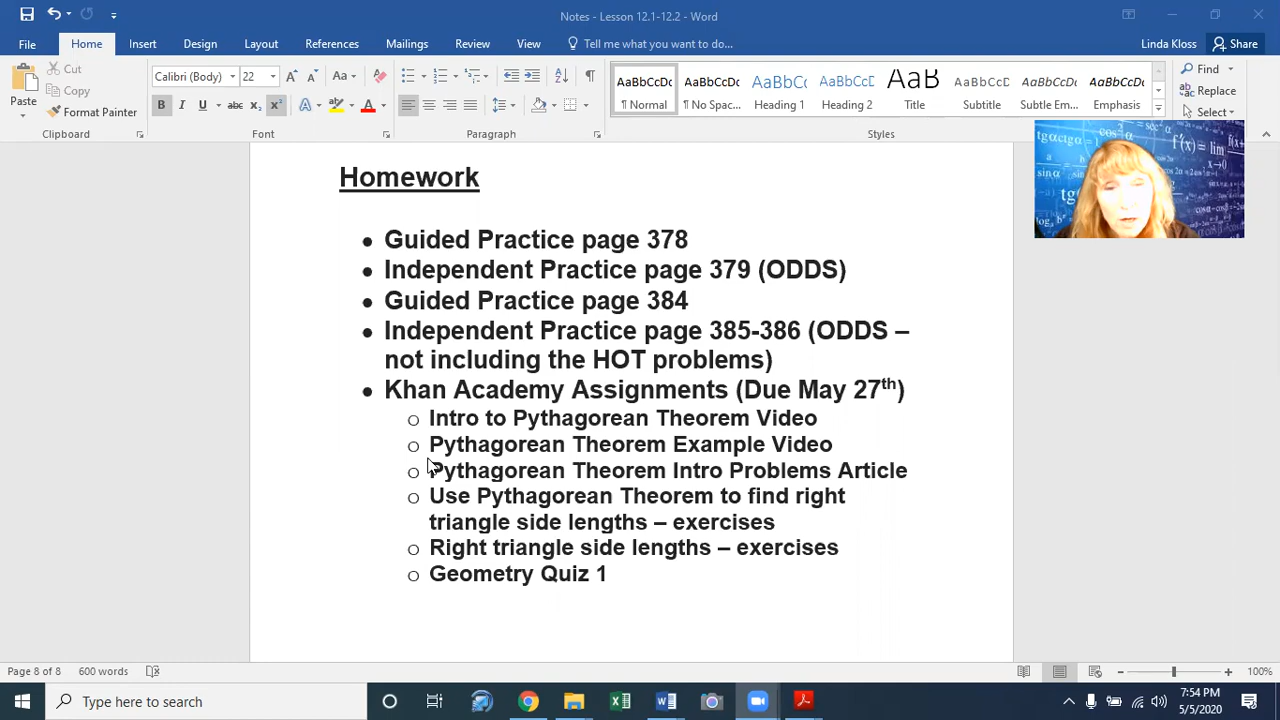 Notes - Lesson 12.1-12.2 - Word
File Home Insert Design Layout References Mailings Review View Tell me what you want to do... Linda Kloss Share
Paste Cut Copy Format Painter
Calibri (Body) 22
AaBbCcDc AaBbCcDc AaBbCc AaBbCcC AaB AaBbCcD AaBbCcDc AaBbCcDc
¶ Normal ¶ No Spac... Heading 1 Heading 2 Title Subtitle Subtle Em... Emphasis
Find Replace Select
Clipboard Font Paragraph Styles
Homework
• Guided Practice page 378
• Independent Practice page 379 (ODDS)
• Guided Practice page 384
• Independent Practice page 385-386 (ODDS –
not including the HOT problems)
• Khan Academy Assignments (Due May 27th)
o Intro to Pythagorean Theorem Video
o Pythagorean Theorem Example Video
o Pythagorean Theorem Intro Problems Article
o Use Pythagorean Theorem to find right
triangle side lengths – exercises
o Right triangle side lengths – exercises
o Geometry Quiz 1
Page 8 of 8 600 words 100%
Type here to search
7:54 PM
5/5/2020